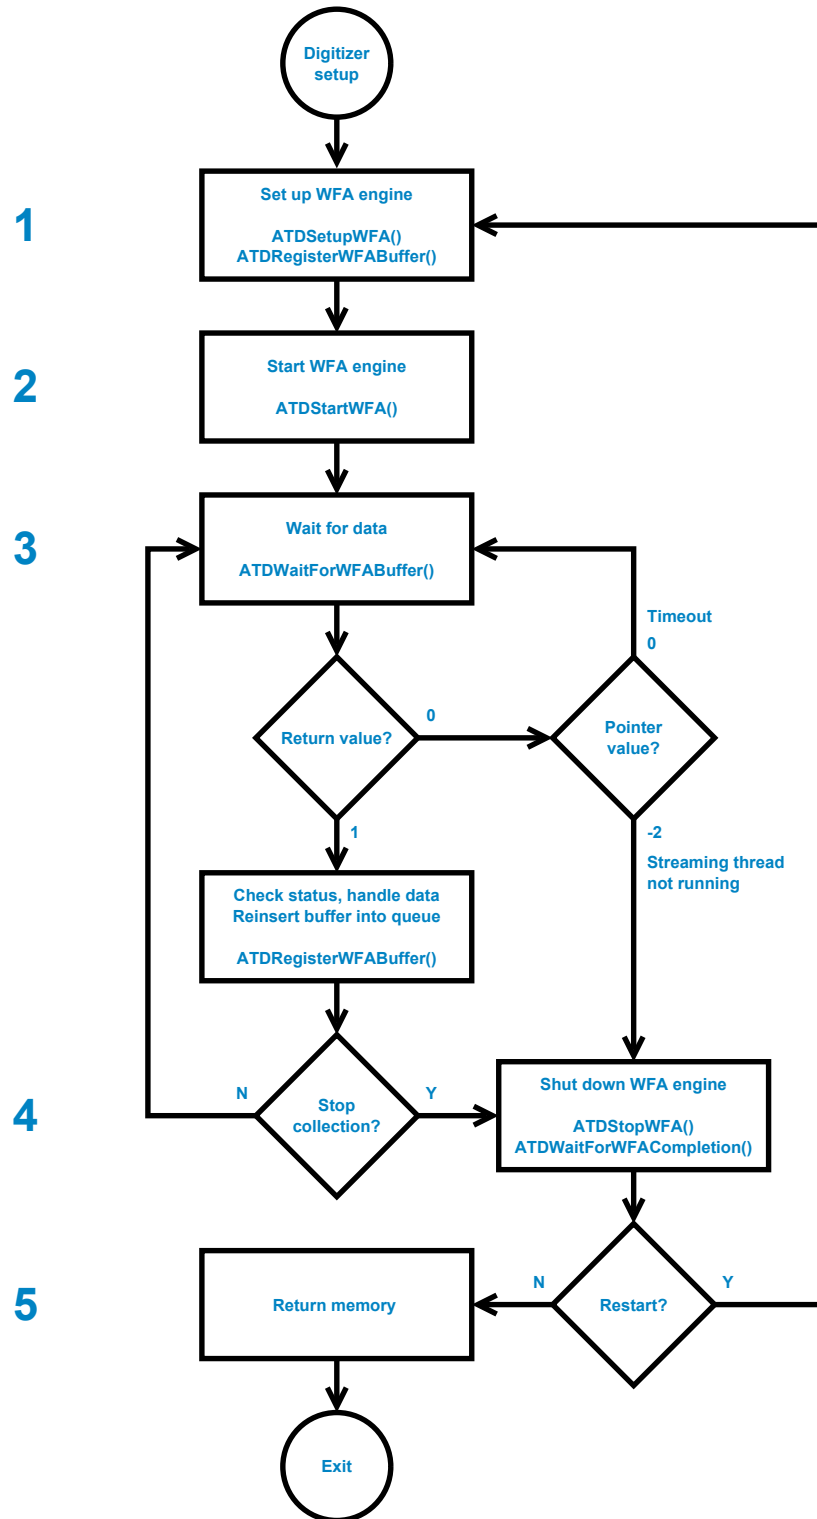 Digitizer
setup
1
Set up WFA engine
ATDSetupWFA()
ATDRegisterWFABuffer()
2
Start WFA engine
ATDStartWFA()
3
Wait for data
ATDWaitForWFABuffer()
Timeout
0
Return value?
0
Pointer
value?
1
-2
Streaming thread
not running
Check status, handle data
Reinsert buffer into queue
ATDRegisterWFABuffer()
4
N
Stop
collection?
Y
Shut down WFA engine
ATDStopWFA()
ATDWaitForWFACompletion()
5
Return memory
N
Restart?
Y
Exit